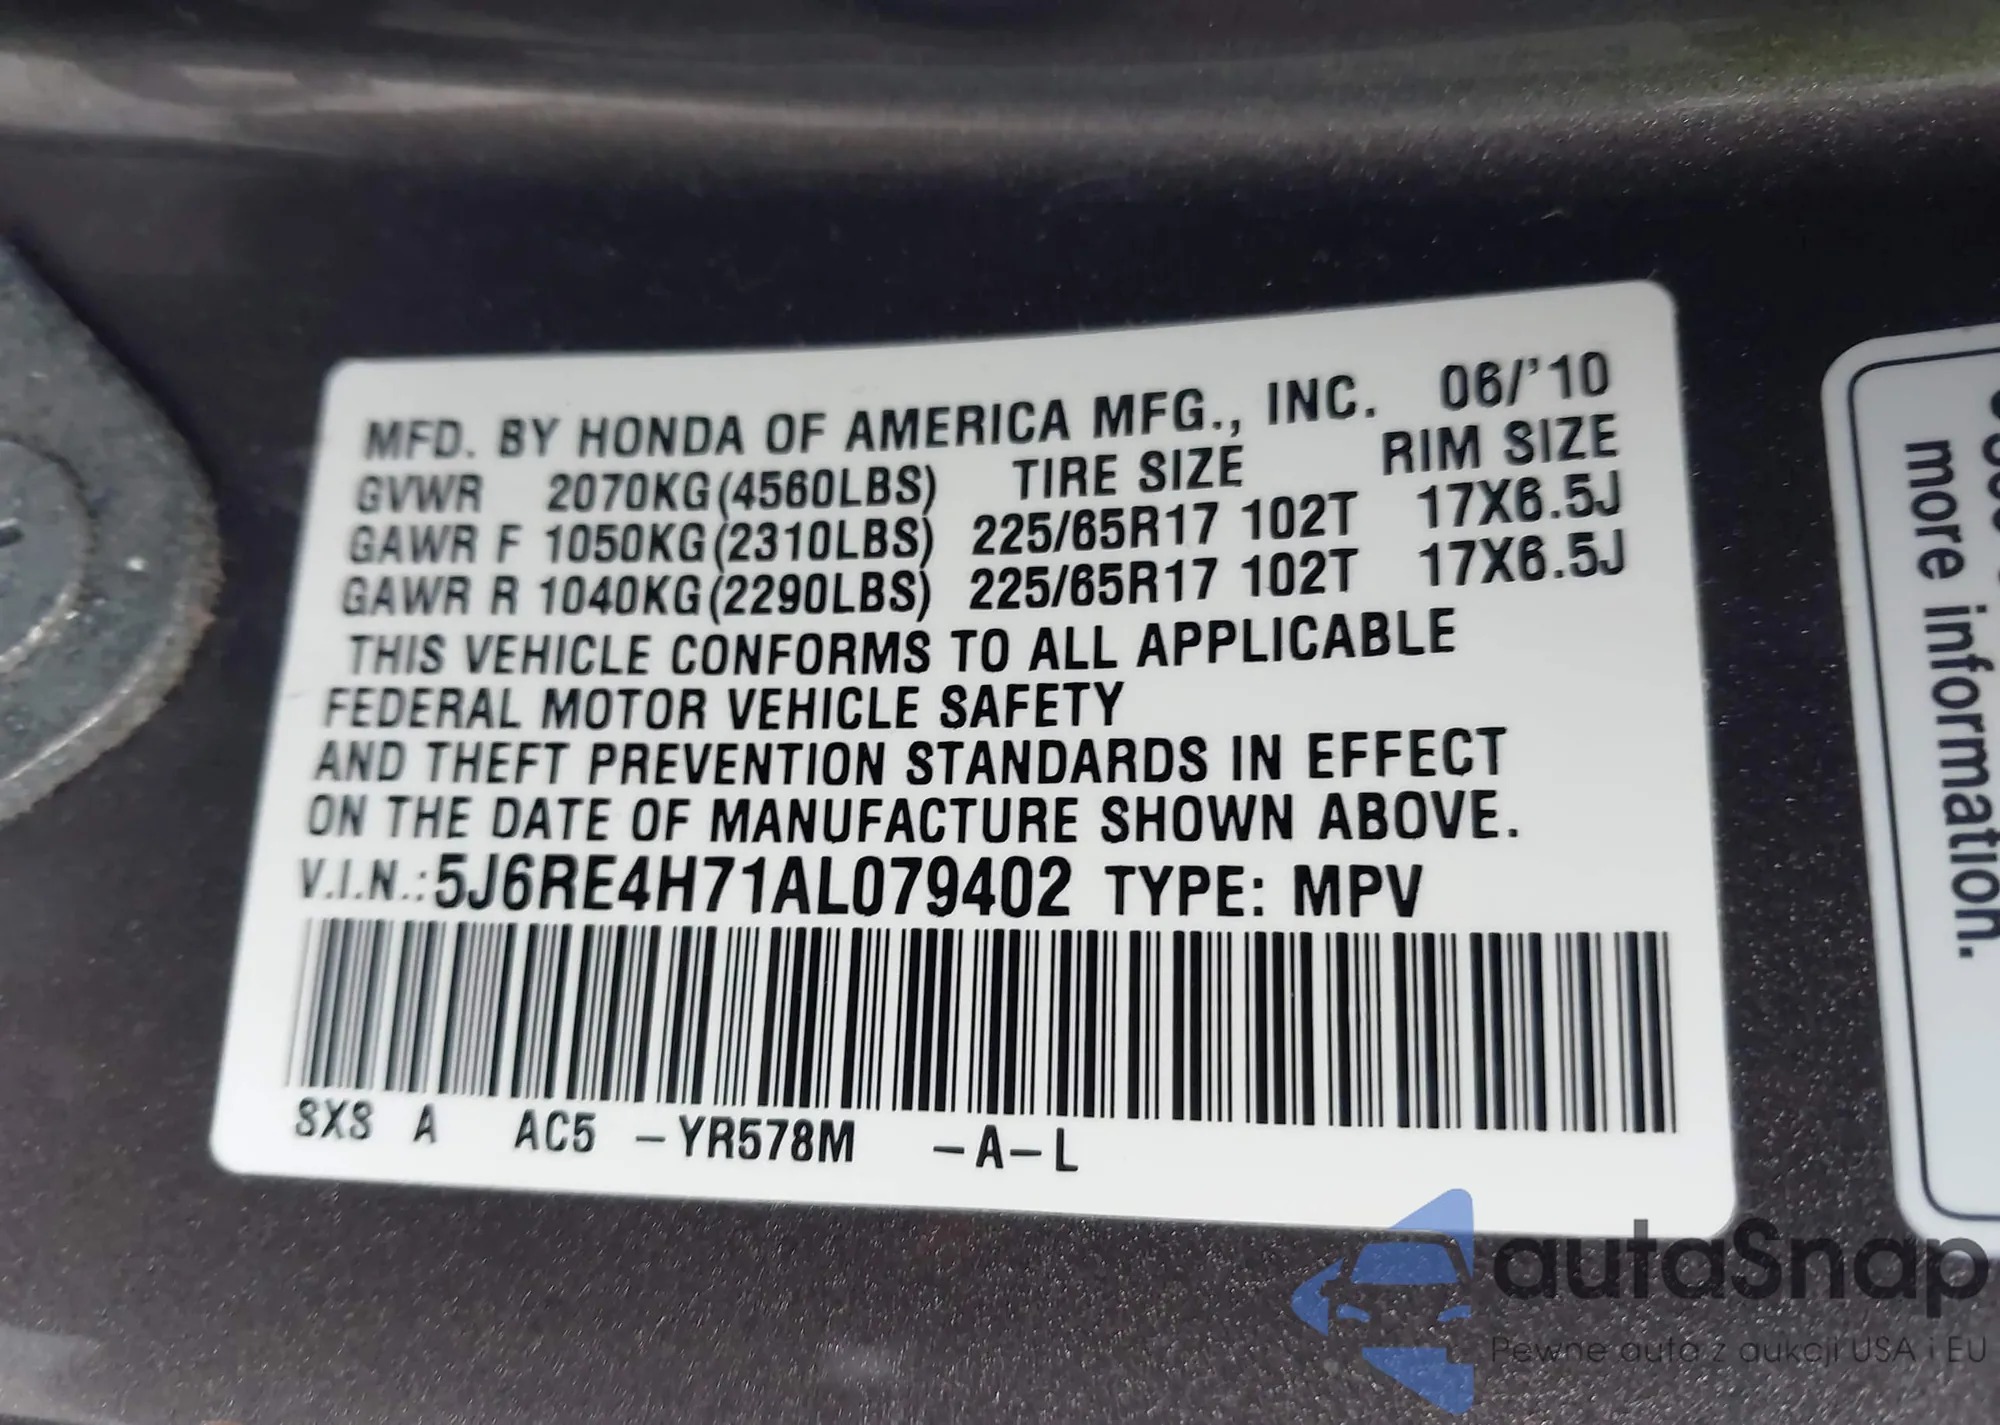 MFD. BY HONDA OF AMERICA MFG., INC. 06/'10
GVWR 2070KG(4560LBS) TIRE SIZE RIM SIZE
GAWR F 1050KG(2310LBS) 225/65R17 102T 17X6.5J
GAWR R 1040KG(2290LBS) 225/65R17 102T 17X6.5J
THIS VEHICLE CONFORMS TO ALL APPLICABLE
FEDERAL MOTOR VEHICLE SAFETY
AND THEFT PREVENTION STANDARDS IN EFFECT
ON THE DATE OF MANUFACTURE SHOWN ABOVE.
V.I.N.:5J6RE4H71AL079402 TYPE: MPV
SXS A AC5 -YR578M -A-L
more information.
autoSnap
Pewne auta z aukcji USA i EU